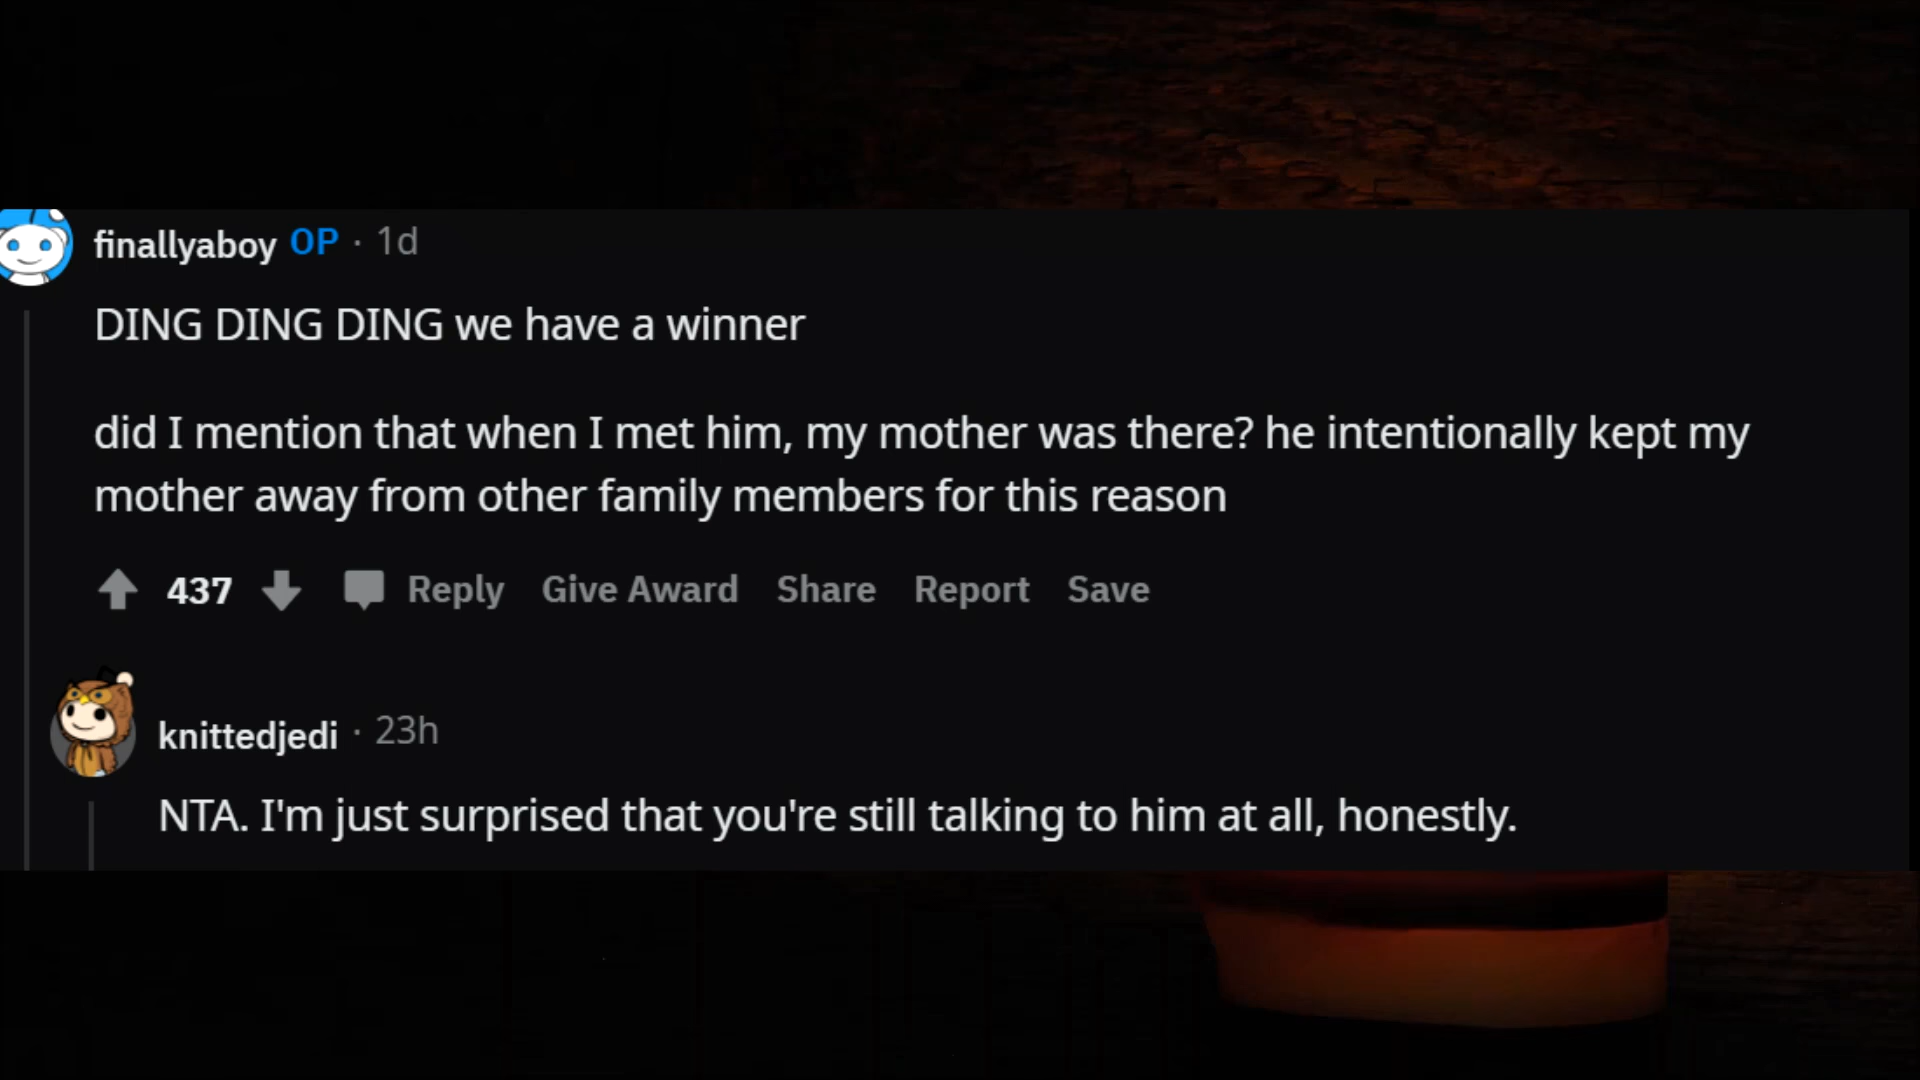 finallyaboy OP · 1d
DING DING DING we have a winner
did I mention that when I met him, my mother was there? he intentionally kept my
mother away from other family members for this reason
437 Reply Give Award Share Report Save
knittedjedi · 23h
NTA. I'm just surprised that you're still talking to him at all, honestly.